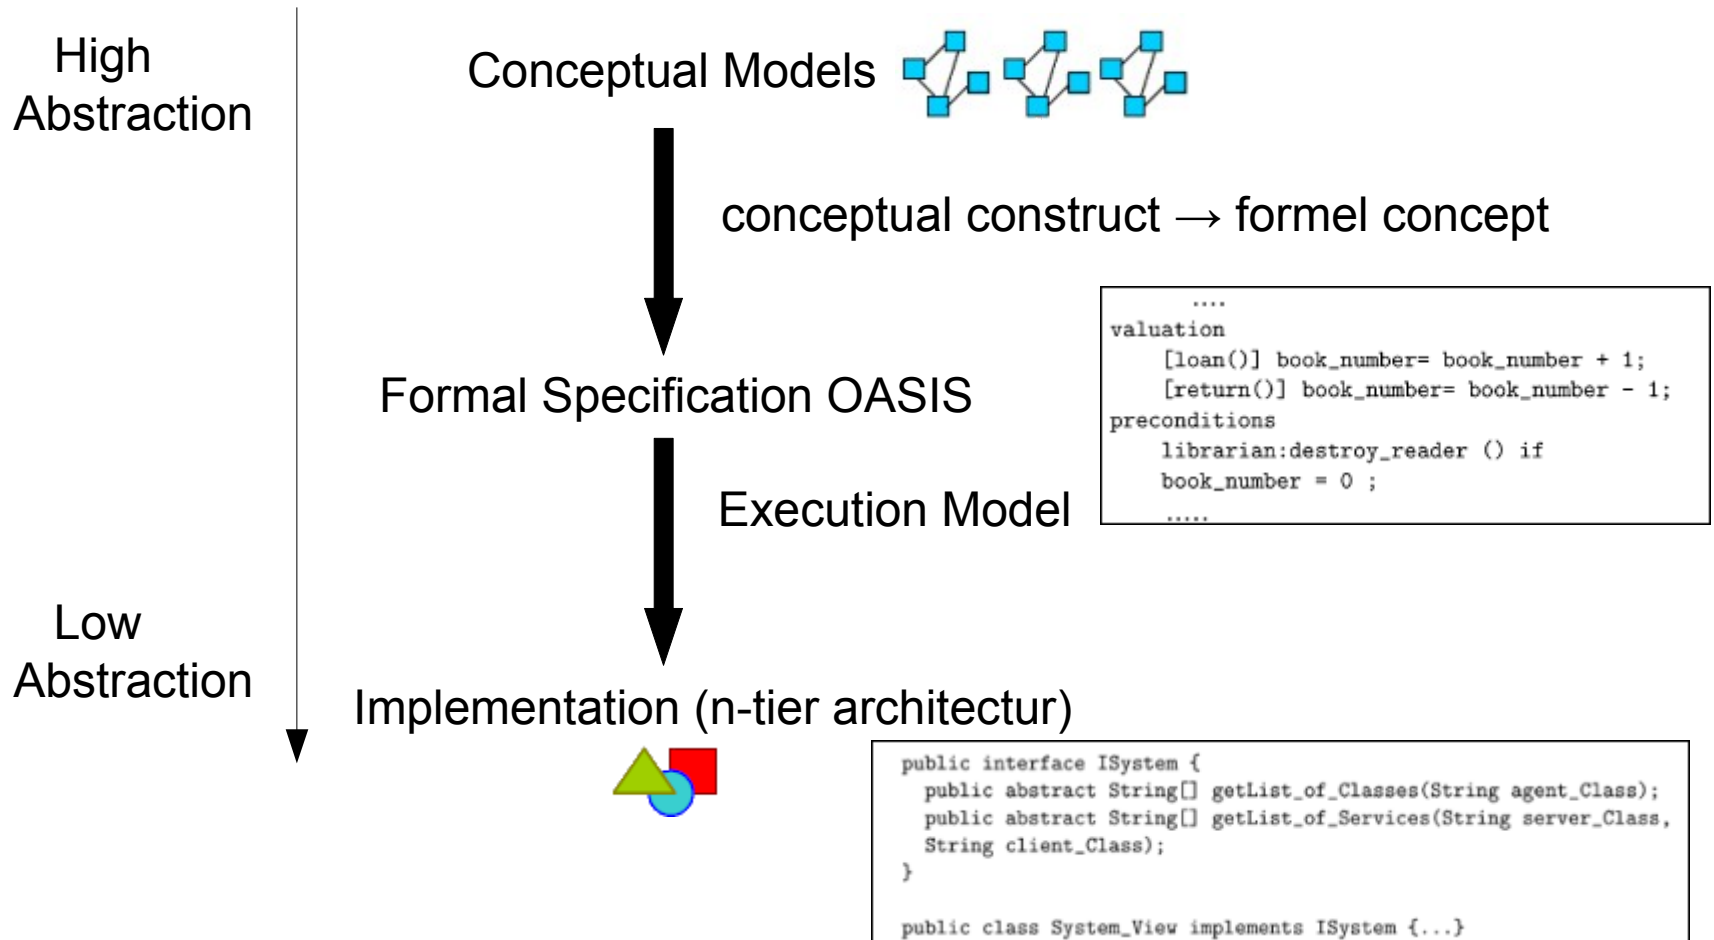 High
Abstraction
Conceptual Models
conceptual construct → formel concept
....
valuation
[loan()] book_number= book_number + 1;
[return()] book_number= book_number - 1;
preconditions
librarian:destroy_reader () if
book_number = 0 ;
.....
Formal Specification OASIS
Execution Model
Low
Abstraction
Implementation (n-tier architectur)
public interface ISystem {
public abstract String[] getList_of_Classes(String agent_Class);
public abstract String[] getList_of_Services(String server_Class,
String client_Class);
}
public class System_View implements ISystem {...}